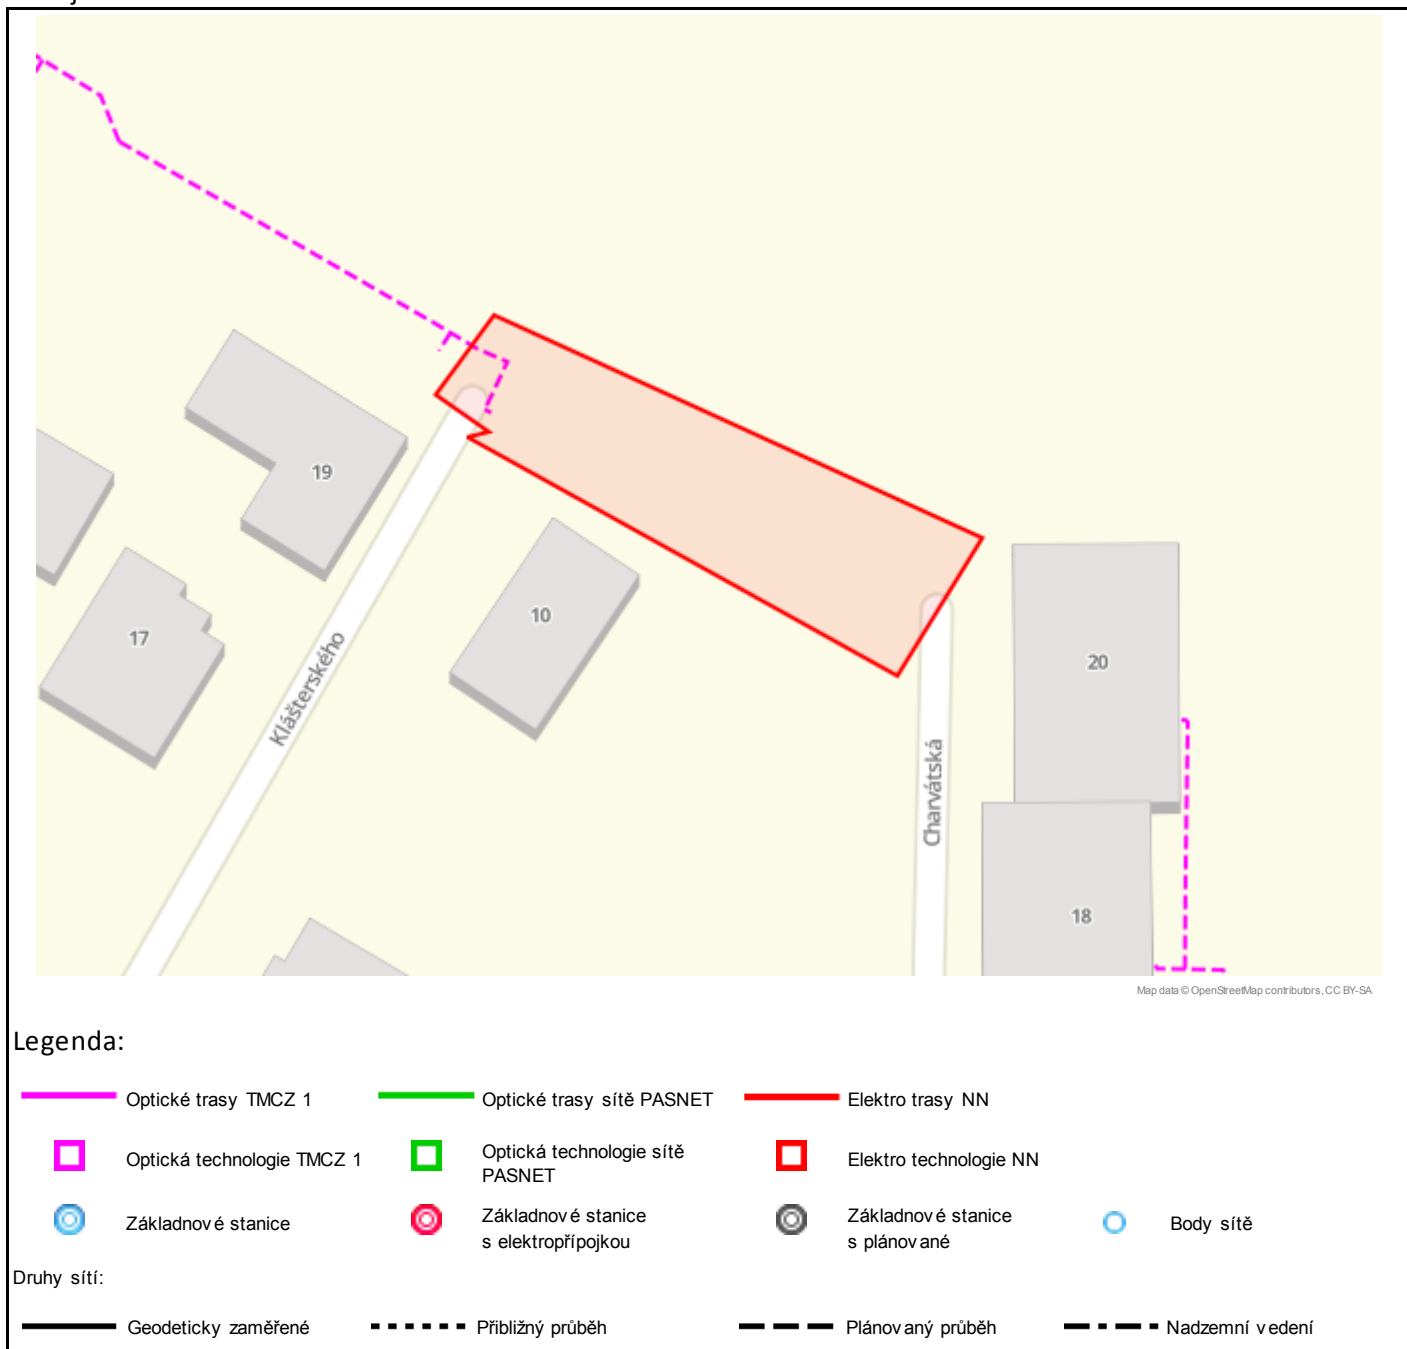 19
17
10
20
18
Klášterského
Charvátská
Map data © OpenStreetMap contributors, CC BY-SA
Legenda:
Optické trasy TMCZ 1
Optické trasy sítě PASNET
Elektro trasy NN
Optická technologie TMCZ 1
Optická technologie sítě
PASNET
Elektro technologie NN
Základnové stanice
Základnové stanice
s elektropřípojkou
Základnové stanice
s plánované
Body sítě
Druhy sítí:
Geodeticky zaměřené
Přibližný průběh
Plánovaný průběh
Nadzemní vedení